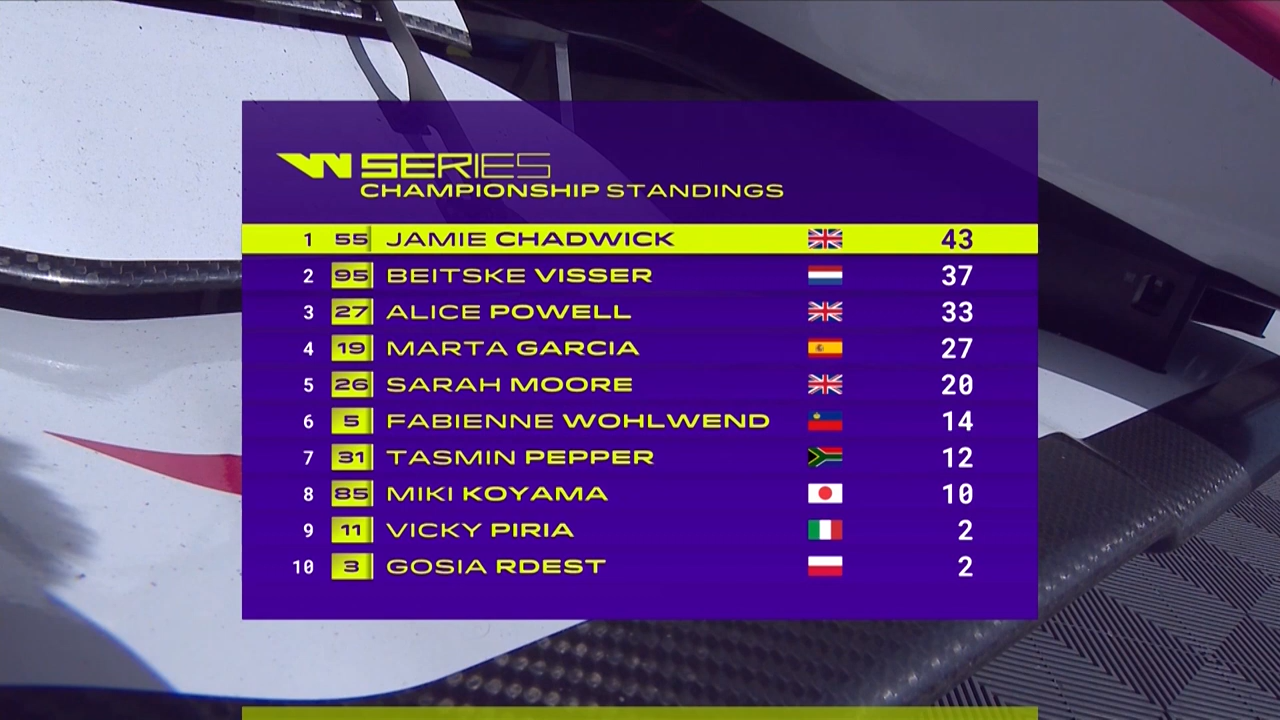 W SERIES
CHAMPIONSHIP STANDINGS
1 55 JAMIE CHADWICK 43
2 95 BEITSKE VISSER 37
3 27 ALICE POWELL 33
4 19 MARTA GARCIA 27
5 26 SARAH MOORE 20
6 5 FABIENNE WOHLWEND 14
7 31 TASMIN PEPPER 12
8 85 MIKI KOYAMA 10
9 11 VICKY PIRIA 2
10 3 GOSIA RDEST 2